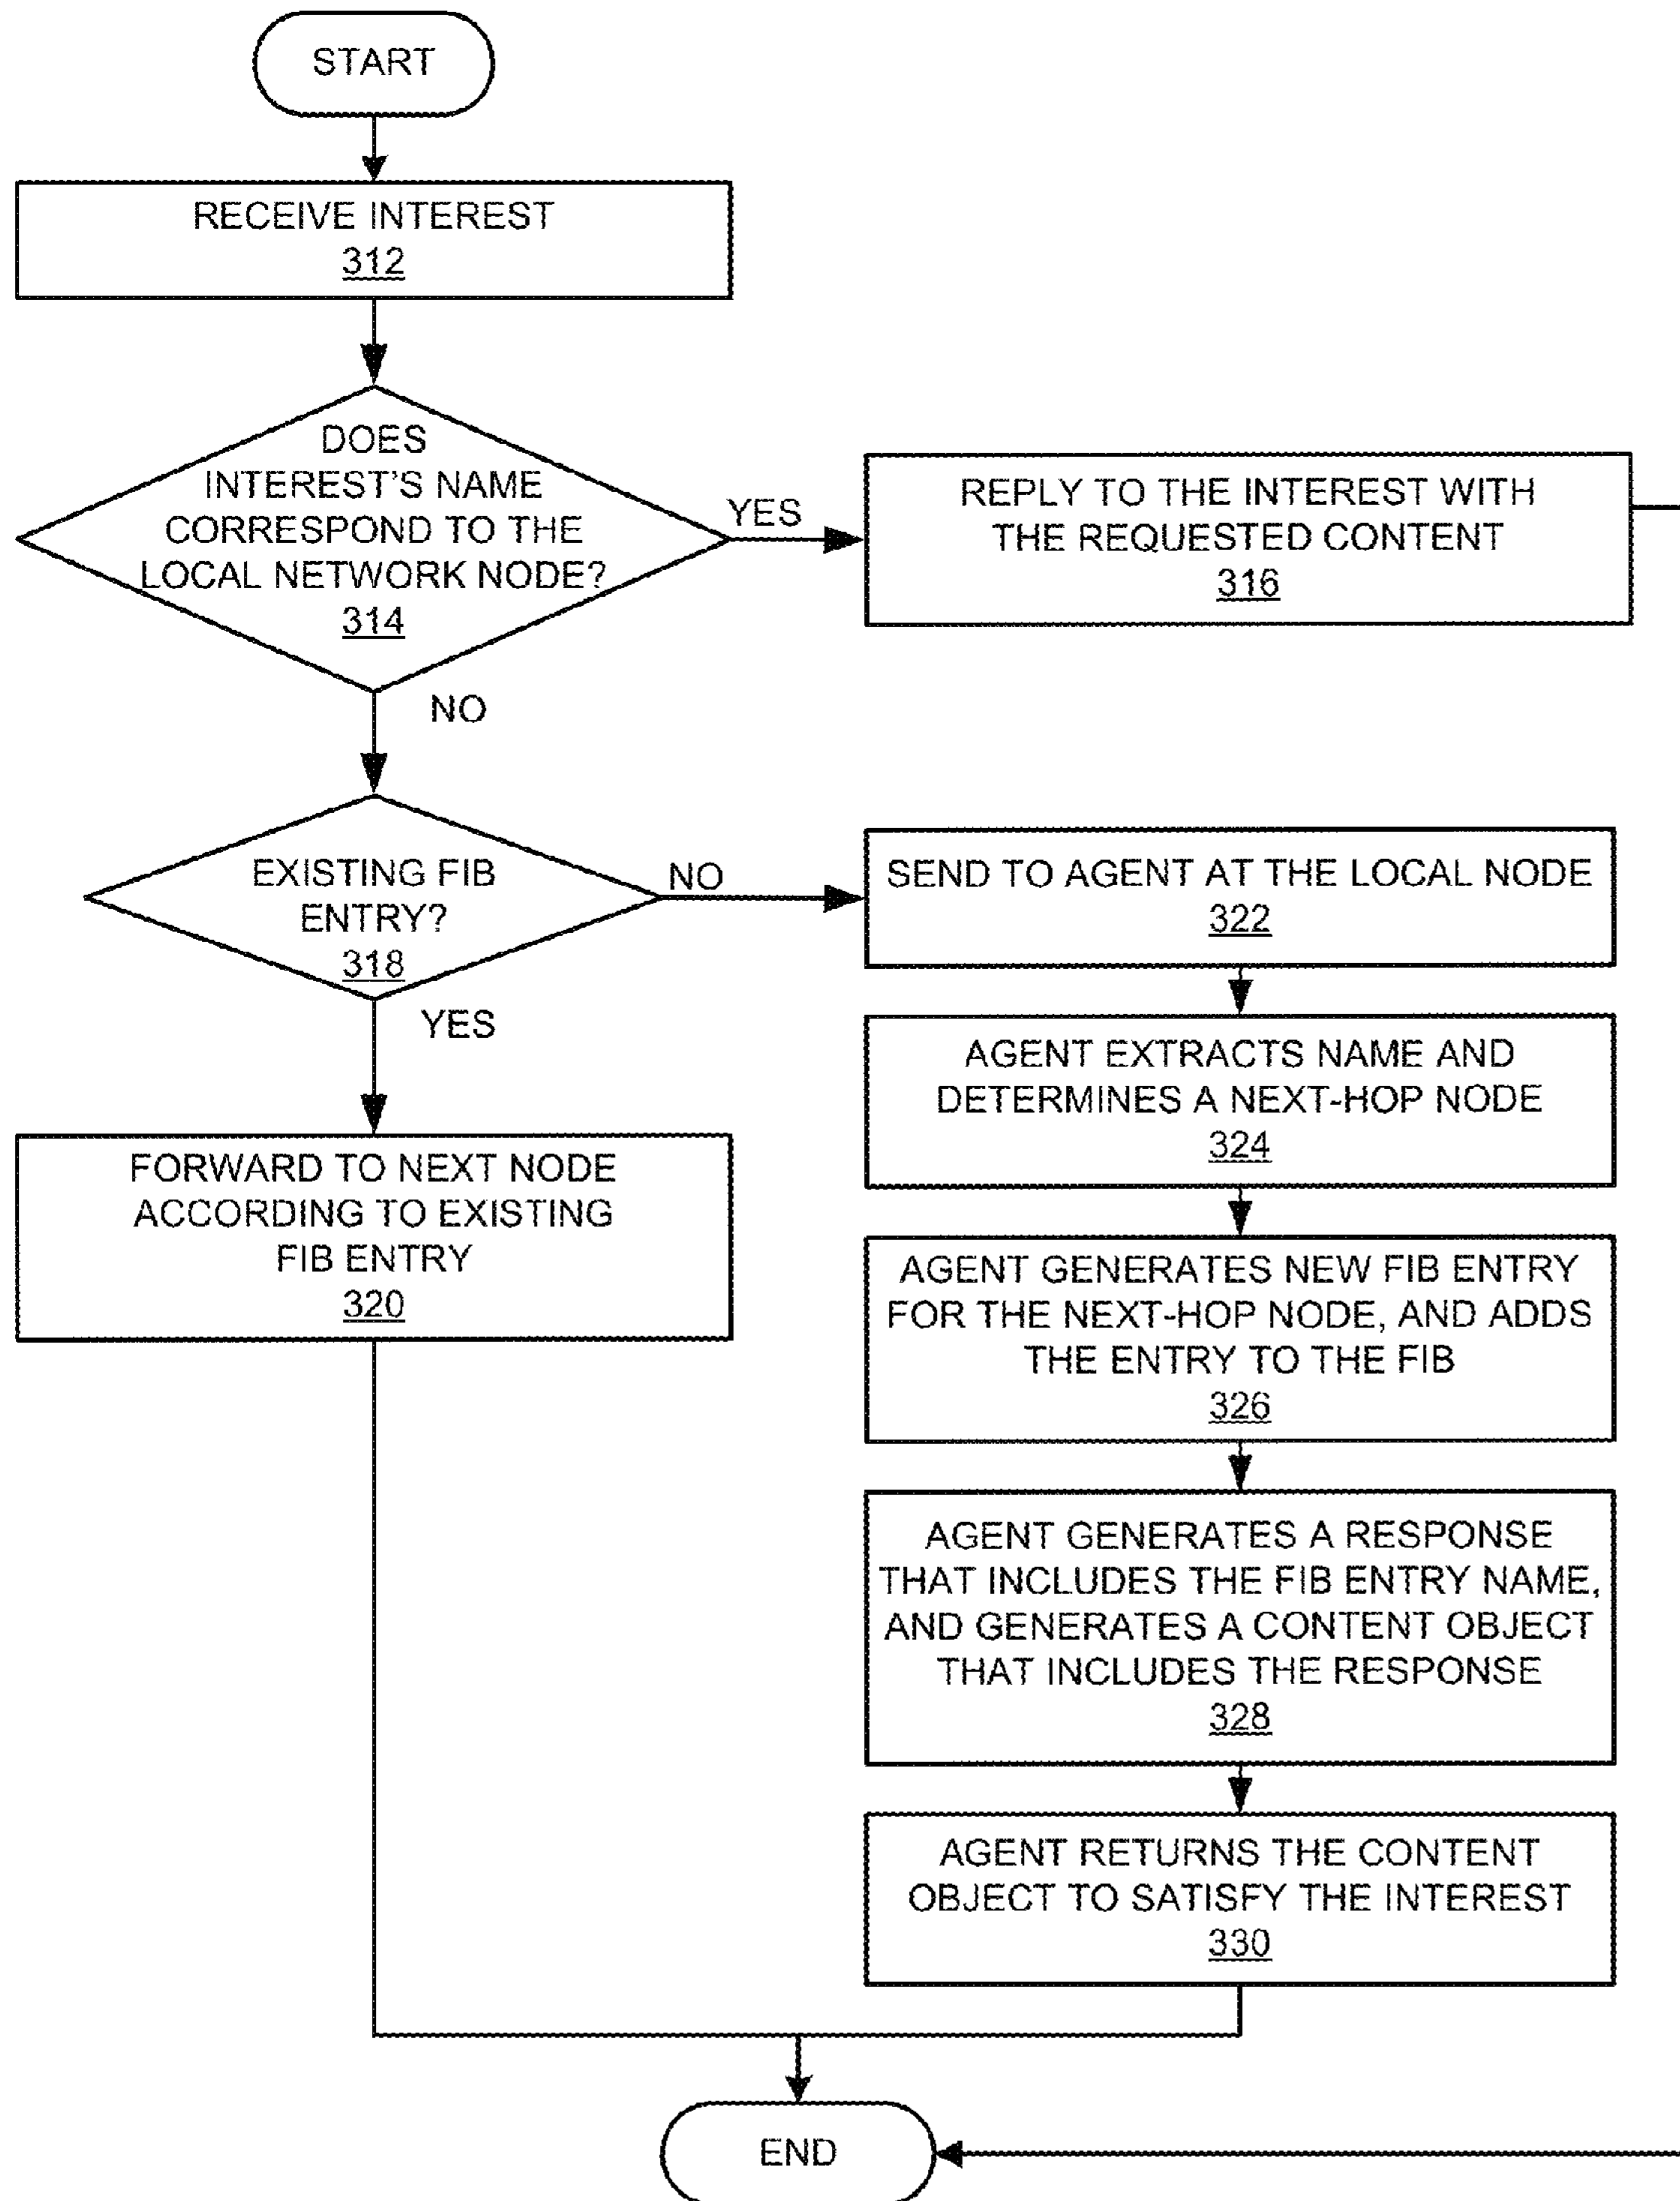 START
RECEIVE INTEREST
312
DOES
INTEREST'S NAME
CORRESPOND TO THE
LOCAL NETWORK NODE?
314
YES
REPLY TO THE INTEREST WITH
THE REQUESTED CONTENT
316
NO
EXISTING FIB
ENTRY?
318
NO
SEND TO AGENT AT THE LOCAL NODE
322
YES
AGENT EXTRACTS NAME AND
DETERMINES A NEXT-HOP NODE
324
FORWARD TO NEXT NODE
ACCORDING TO EXISTING
FIB ENTRY
320
AGENT GENERATES NEW FIB ENTRY
FOR THE NEXT-HOP NODE, AND ADDS
THE ENTRY TO THE FIB
326
AGENT GENERATES A RESPONSE
THAT INCLUDES THE FIB ENTRY NAME,
AND GENERATES A CONTENT OBJECT
THAT INCLUDES THE RESPONSE
328
AGENT RETURNS THE CONTENT
OBJECT TO SATISFY THE INTEREST
330
END